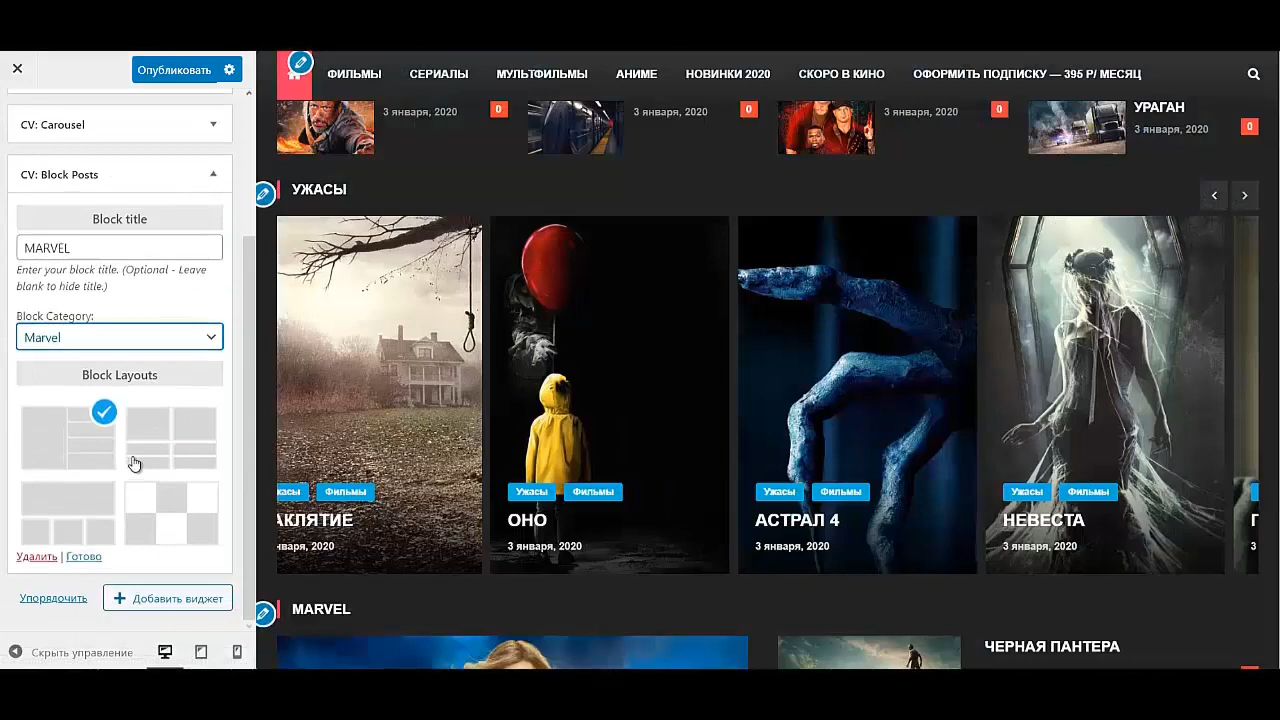 Опубликовать
CV: Carousel
CV: Block Posts
Block title
MARVEL
Enter your block title. (Optional - Leave
blank to hide title.)
Block Category:
Marvel
Block Layouts
Удалить | Готово
Упорядочить
Добавить виджет
Скрыть управление
ФИЛЬМЫ СЕРИАЛЫ МУЛЬТФИЛЬМЫ АНИМЕ НОВИНКИ 2020 СКОРО В КИНО ОФОРМИТЬ ПОДПИСКУ — 395 Р/ МЕСЯЦ
3 января, 2020 0
3 января, 2020 0
3 января, 2020 0
УРАГАН
3 января, 2020 0
УЖАСЫ
жасы Фильмы
АКЛЯТИЕ
нваря, 2020
Ужасы Фильмы
ОНО
3 января, 2020
Ужасы Фильмы
АСТРАЛ 4
3 января, 2020
Ужасы Фильмы
НЕВЕСТА
3 января, 2020
3
MARVEL
ЧЕРНАЯ ПАНТЕРА